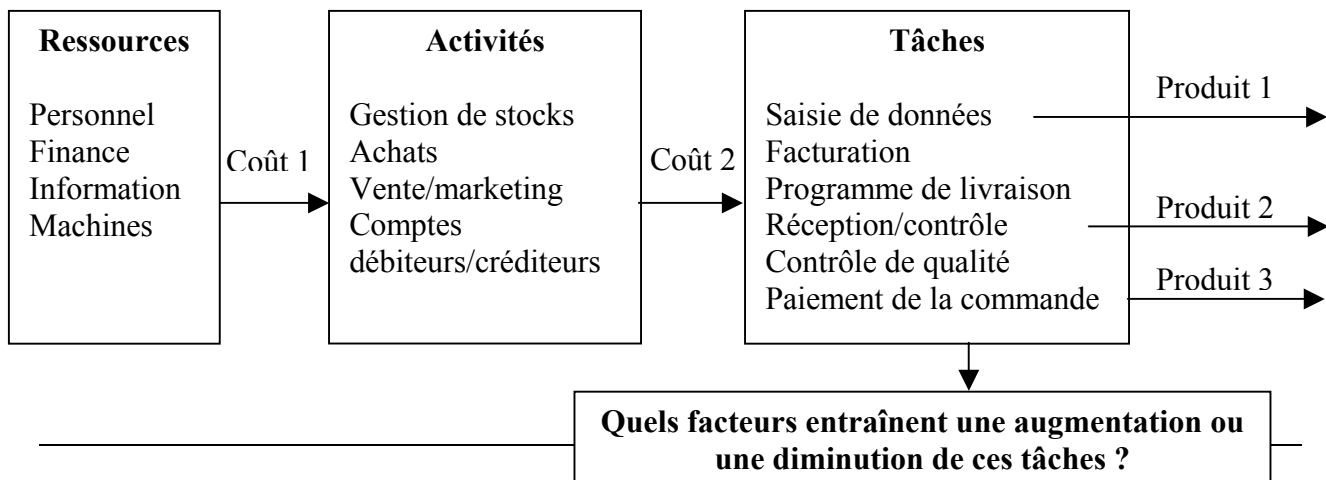 Ressources
Personnel
Finance
Information
Machines
Coût 1
Activités
Gestion de stocks
Achats
Vente/marketing
Comptes
débiteurs/créditeurs
Coût 2
Tâches
Saisie de données
Facturation
Programme de livraison
Réception/contrôle
Contrôle de qualité
Paiement de la commande
Produit 1
Produit 2
Produit 3
Quels facteurs entraînent une augmentation ou
une diminution de ces tâches ?